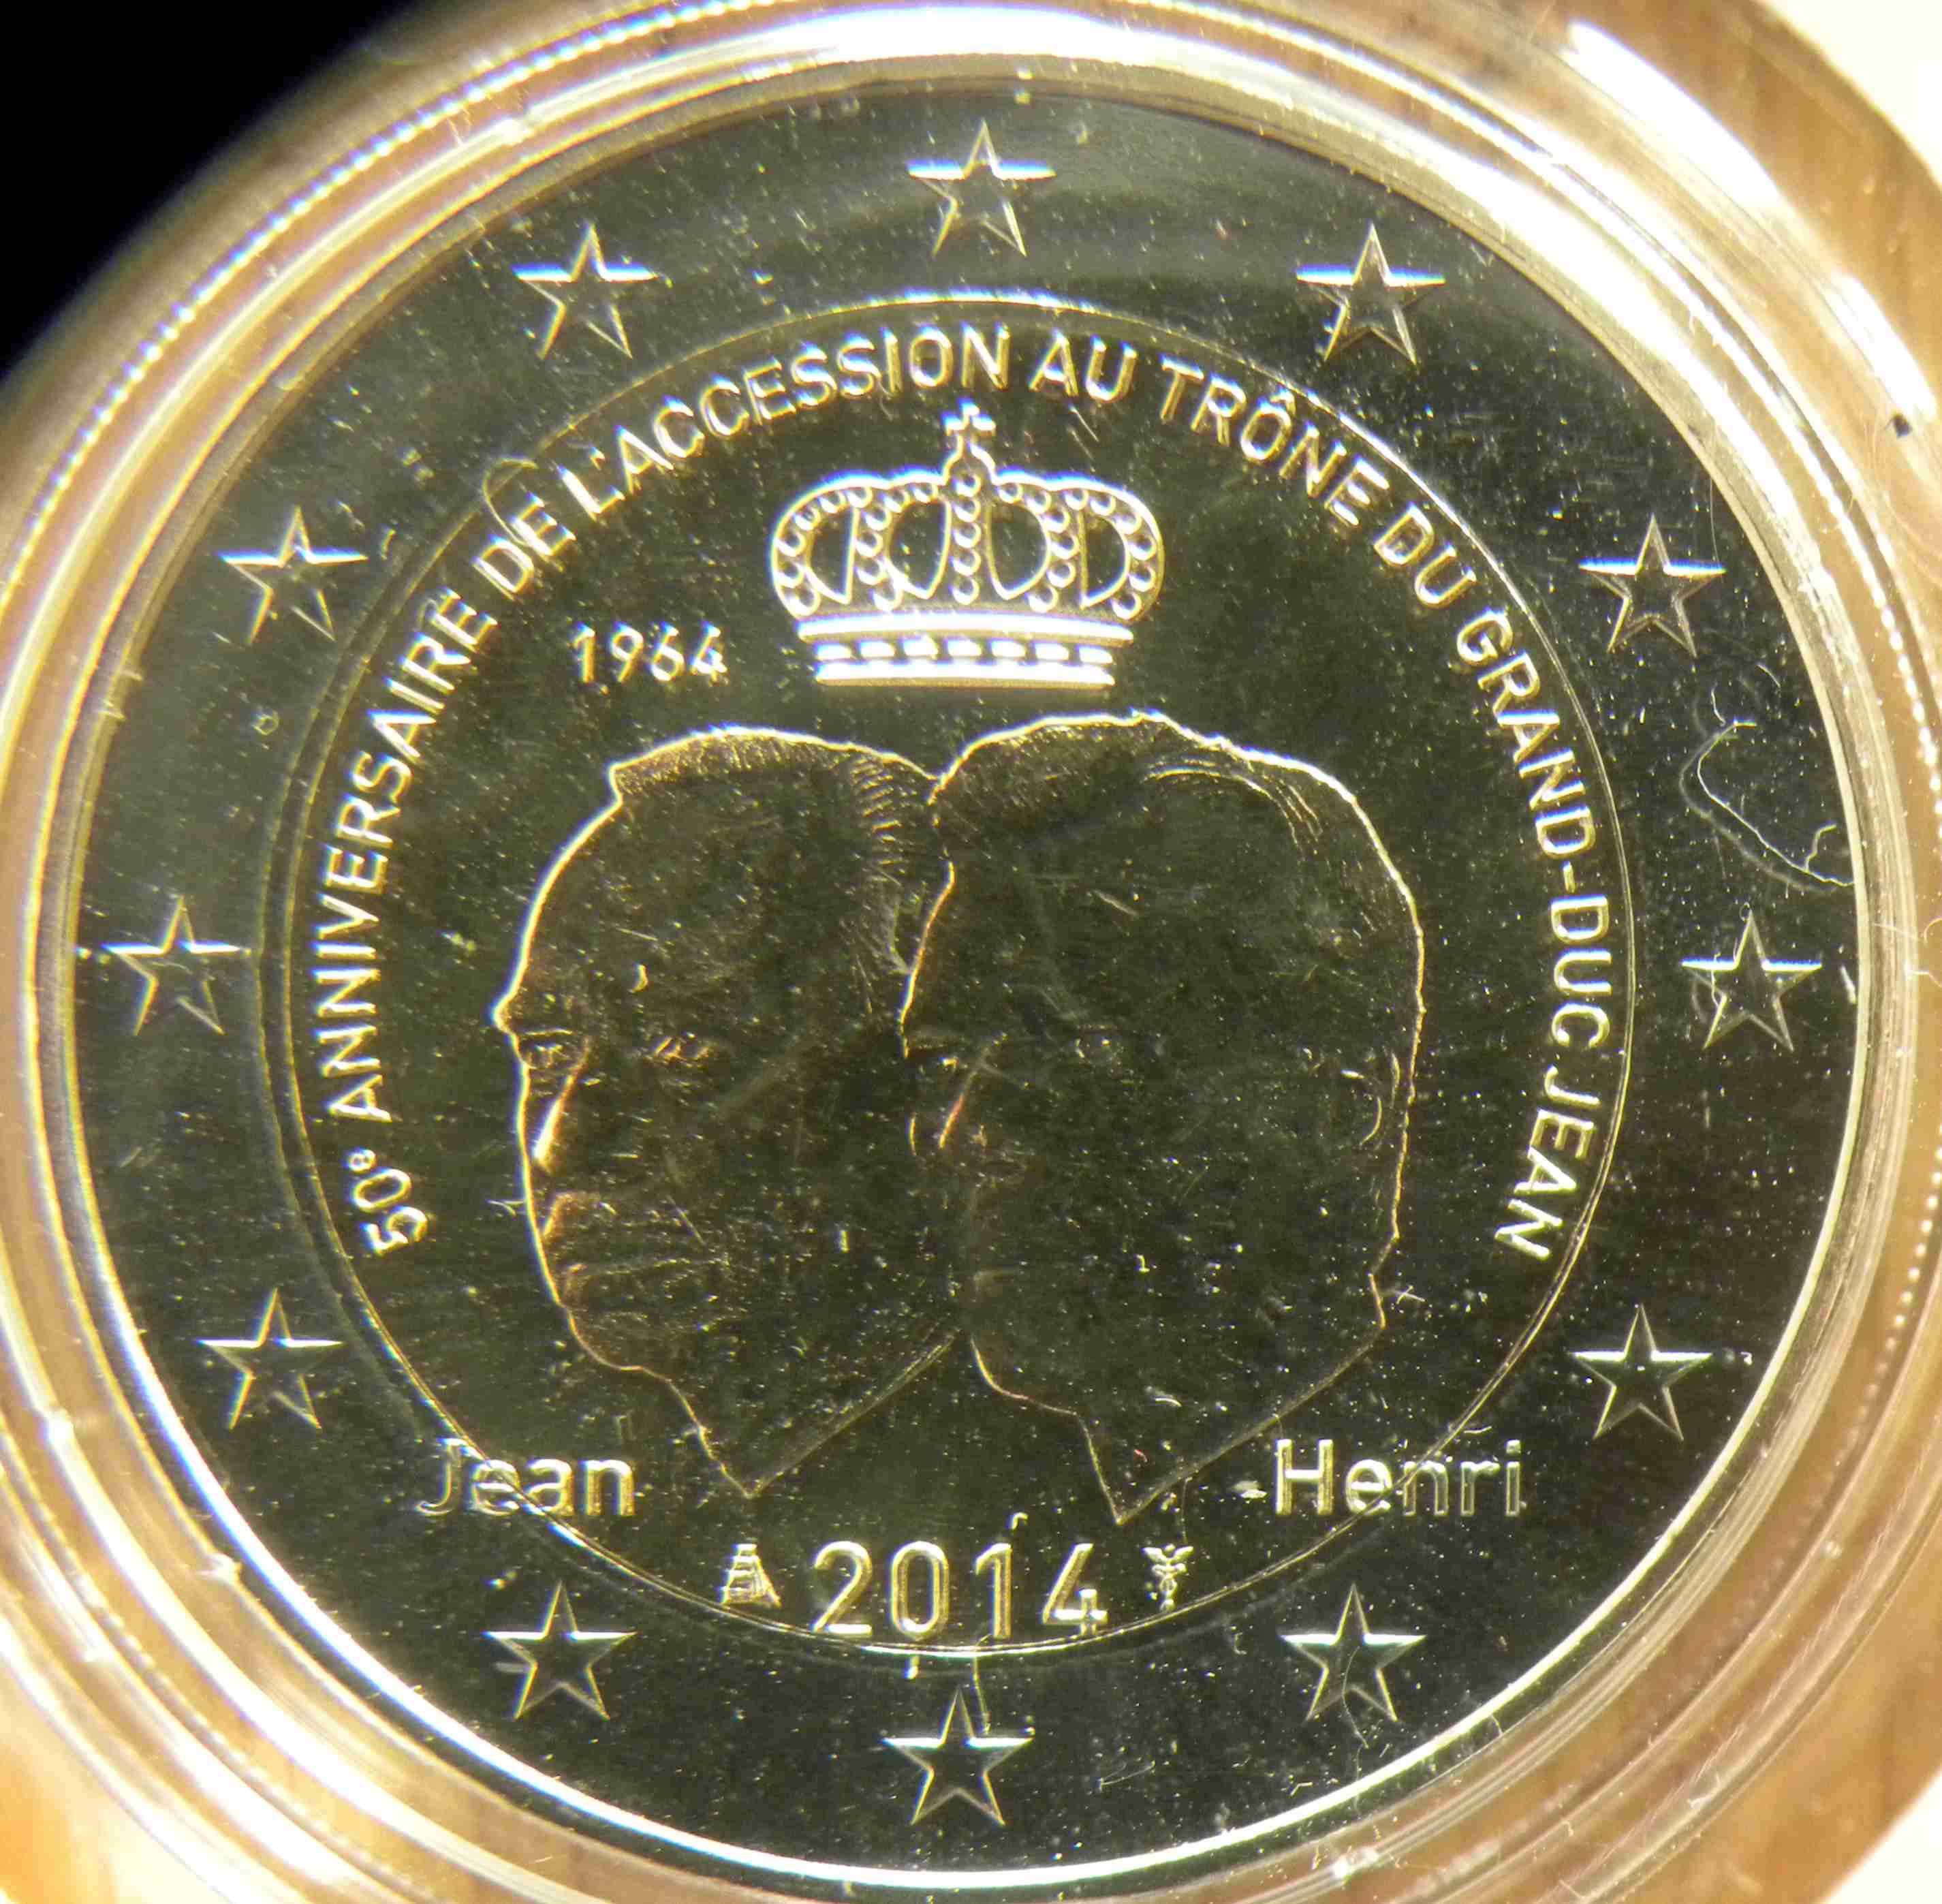 50e ANNIVERSAIRE DE L'ACCESSION AU TRÔNE DU GRAND-DUC JEAN
1964
Jean
Henri
2014